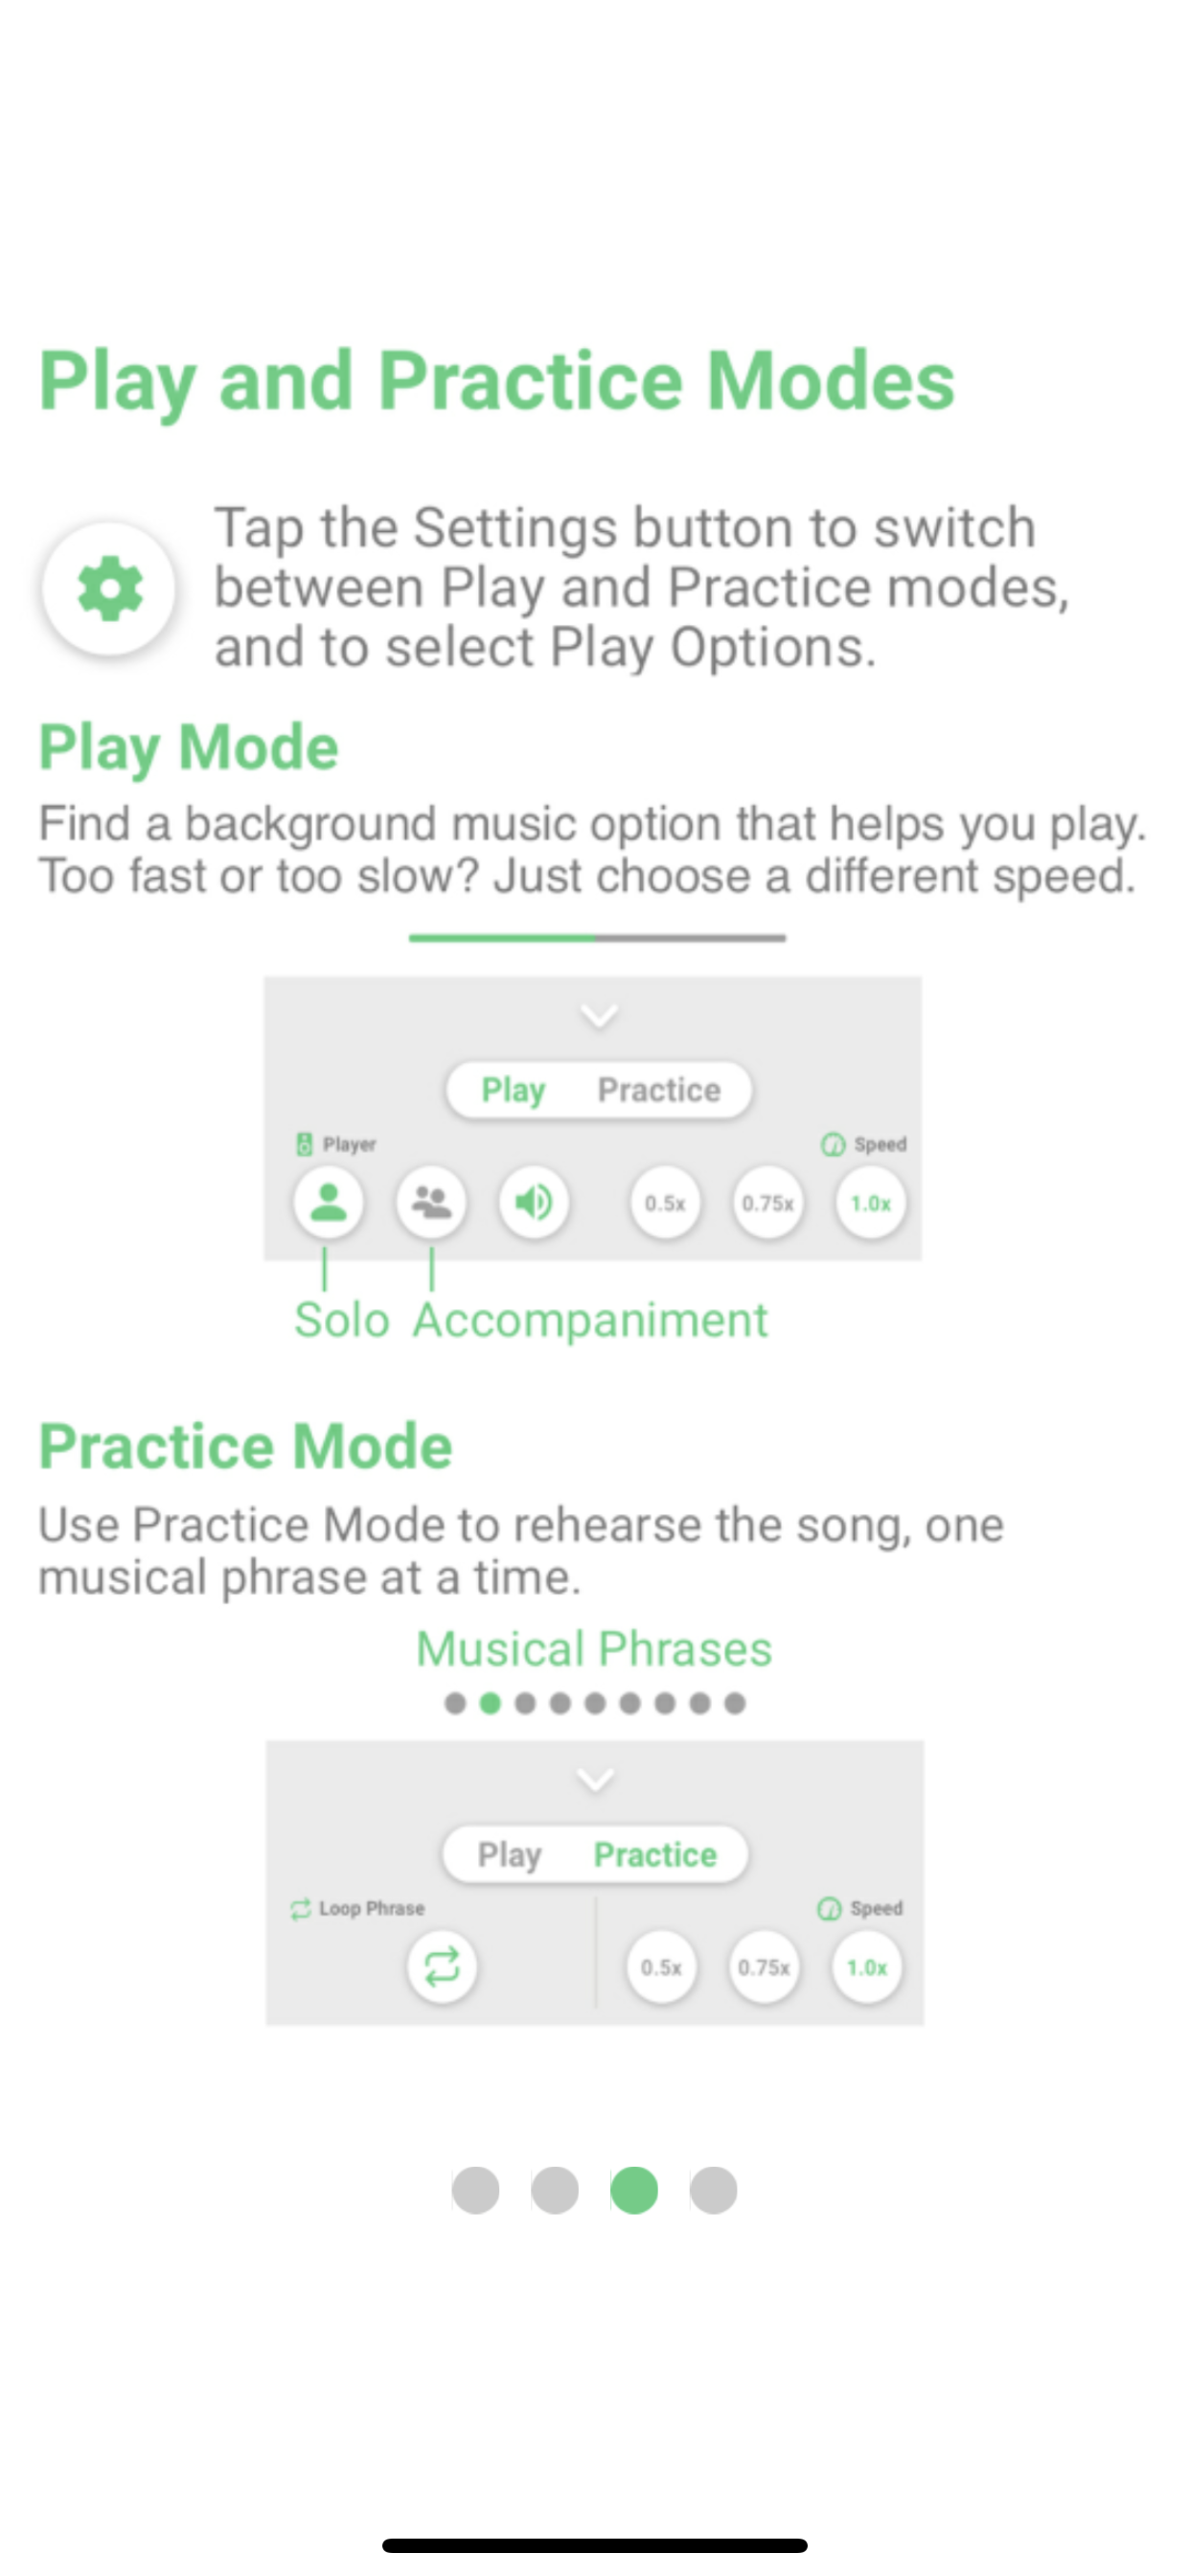 Play and Practice Modes
Tap the Settings button to switch
between Play and Practice modes,
and to select Play Options.
Play Mode
Find a background music option that helps you play.
Too fast or too slow? Just choose a different speed.
Play Practice
Player Speed
0.5x 0.75x 1.0x
Solo Accompaniment
Practice Mode
Use Practice Mode to rehearse the song, one
musical phrase at a time.
Musical Phrases
Play Practice
Loop Phrase Speed
0.5x 0.75x 1.0x